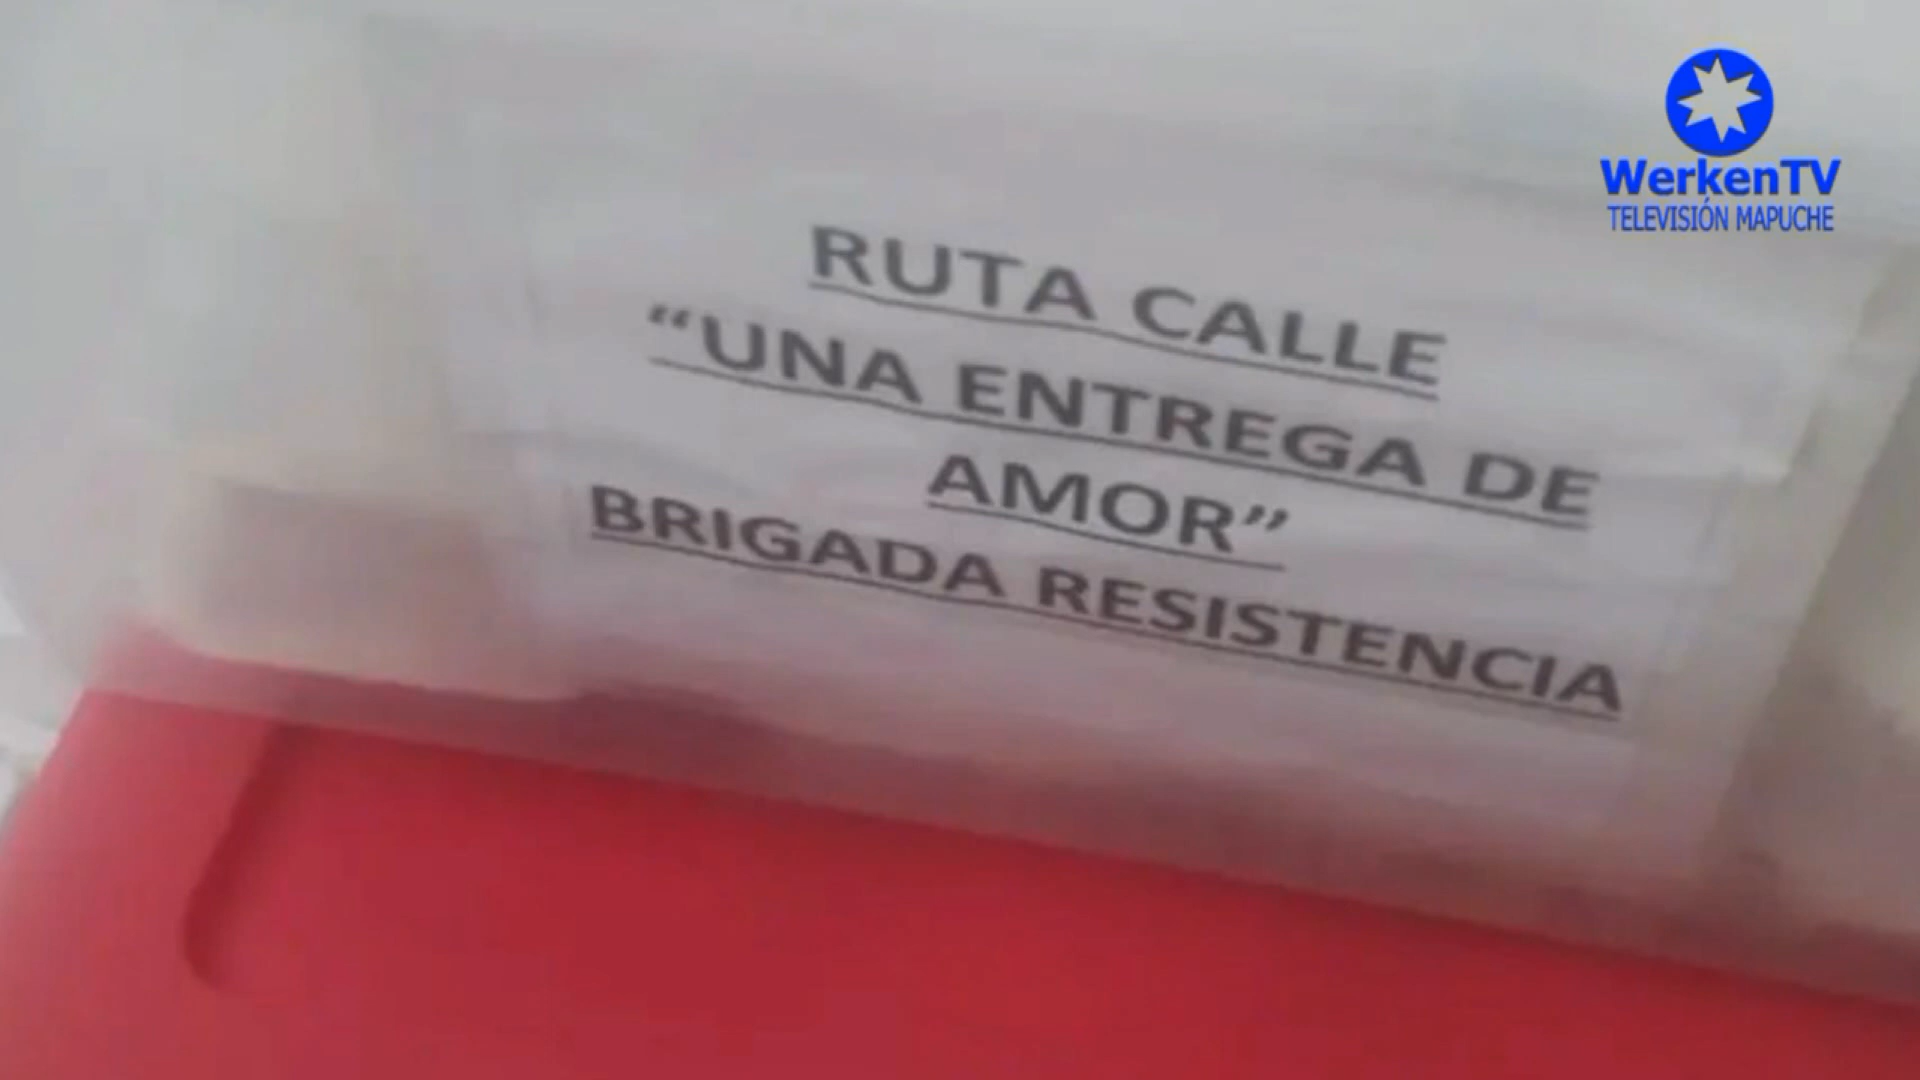 WerkenTV
TELEVISIÓN MAPUCHE
RUTA CALLE
“UNA ENTREGA DE
AMOR”
BRIGADA RESISTENCIA